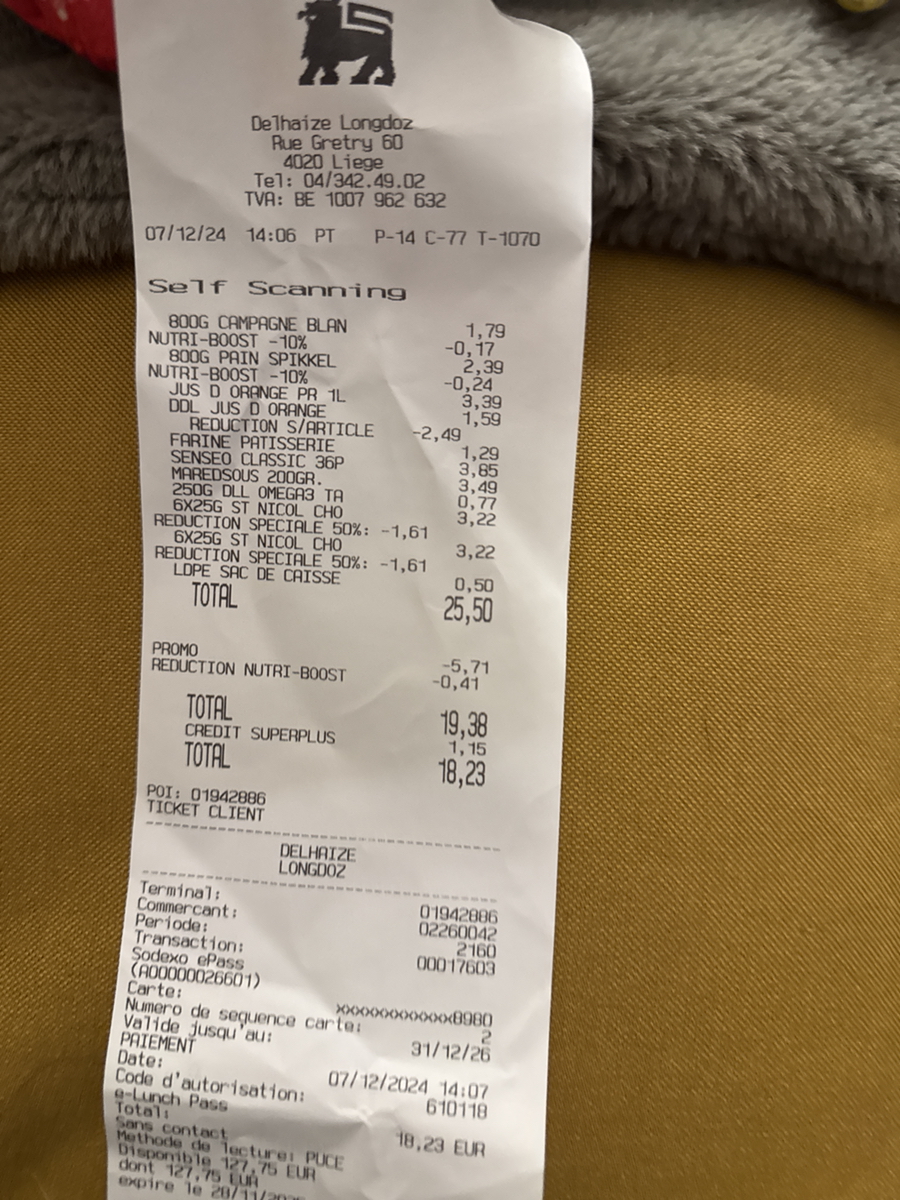 Delhaize Longdoz
Rue Gretry 60
4020 Liege
Tel: 04/342.49.02
TVA: BE 1007 962 632
07/12/24 14:06 PT P-14 C-77 T-1070
Self Scanning
800G CAMPAGNE BLAN 1,79
NUTRI-BOOST -10% -0,17
800G PAIN SPIKKEL 2,39
NUTRI-BOOST -10% -0,24
JUS D ORANGE PR 1L 3,39
DDL JUS D ORANGE 1,59
REDUCTION S/ARTICLE -2,49
FARINE PATISSERIE 1,29
SENSEO CLASSIC 36P 3,85
MAREDSOUS 200GR. 3,49
250G DLL OMEGA3 TA 0,77
6X25G ST NICOL CHO 3,22
REDUCTION SPECIALE 50%: -1,61
6X25G ST NICOL CHO 3,22
REDUCTION SPECIALE 50%: -1,61
LDPE SAC DE CAISSE 0,50
TOTAL 25,50
PROMO -5,71
REDUCTION NUTRI-BOOST -0,41
TOTAL 19,38
CREDIT SUPERPLUS 1,15
TOTAL 18,23
POI: 01942886
TICKET CLIENT
DELHAIZE
LONGDOZ
Terminal: 01942886
Commercant: 02260042
Periode: 2160
Transaction: 00017603
Sodexo ePass
(A00000026601)
Carte: xxxxxxxxxxxxx8980
Numero de sequence carte: 2
Valide jusqu'au: 31/12/26
PAIEMENT
Date: 07/12/2024 14:07
Code d'autorisation: 610118
e-Lunch Pass
Total: 18,23 EUR
Sans contact
Methode de lecture: PUCE
Disponible 127,75 EUR
dont 127,75 EUR
expire le 28/11/